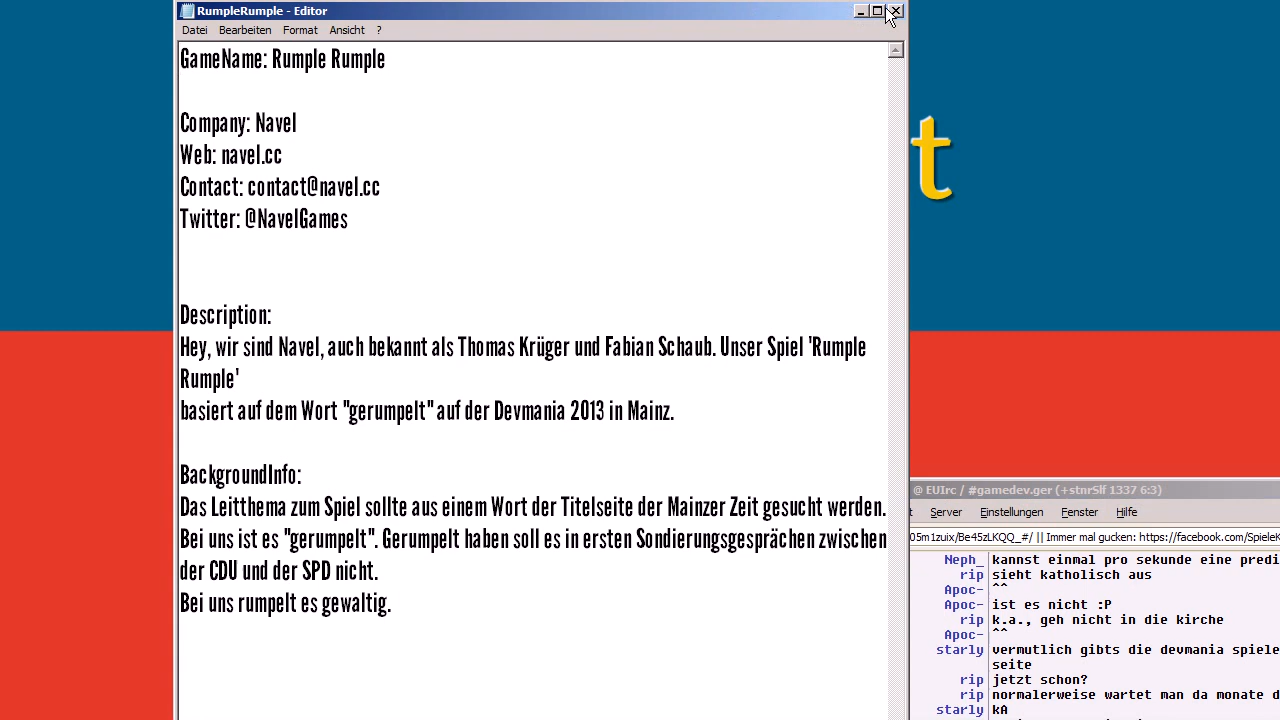 RumpleRumple - Editor
Datei Bearbeiten Format Ansicht ?
GameName: Rumple Rumple
Company: Navel
Web: navel.cc
Contact: contact@navel.cc
Twitter: @NavelGames
Description:
Hey, wir sind Navel, auch bekannt als Thomas Krüger und Fabian Schaub. Unser Spiel 'Rumple
Rumple'
basiert auf dem Wort "gerumpelt" auf der Devmania 2013 in Mainz.
BackgroundInfo:
Das Leitthema zum Spiel sollte aus einem Wort der Titelseite der Mainzer Zeit gesucht werden.
Bei uns ist es "gerumpelt". Gerumpelt haben soll es in ersten Sondierungsgesprächen zwischen
der CDU und der SPD nicht.
Bei uns rumpelt es gewaltig.
t
@ EUIrc / #gamedev.ger (+stnrSlf 1337 6:3)
Server Einstellungen Fenster Hilfe
05m1zuix/Be45zLKQQ_#/ || Immer mal gucken: https://facebook.com/SpieleK
Neph_ kannst einmal pro sekunde eine predi
rip sieht katholisch aus
Apoc- ^^
Apoc- ist es nicht :P
rip k.a., geh nicht in die kirche
Apoc- ^^
starly vermutlich gibts die devmania spiele
seite
rip jetzt schon?
rip normalerweise wartet man da monate d
starly kA